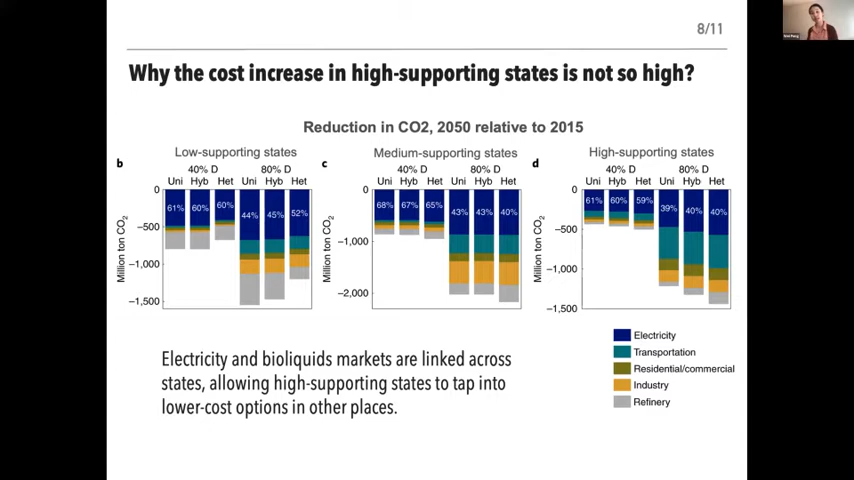 8/11
Why the cost increase in high-supporting states is not so high?
Reduction in CO2, 2050 relative to 2015
b
Low-supporting states
40% D 80% D
Uni Hyb Het Uni Hyb Het
Million ton CO2
0
−500
−1,000
−1,500
61% 60% 60% 44% 45% 52%
c
Medium-supporting states
40% D 80% D
Uni Hyb Het Uni Hyb Het
Million ton CO2
0
−1,000
−2,000
68% 67% 65% 43% 43% 40%
d
High-supporting states
40% D 80% D
Uni Hyb Het Uni Hyb Het
Million ton CO2
0
−500
−1,000
−1,500
61% 60% 59% 39% 40% 40%
Electricity
Transportation
Residential/commercial
Industry
Refinery
Electricity and bioliquids markets are linked across
states, allowing high-supporting states to tap into
lower-cost options in other places.